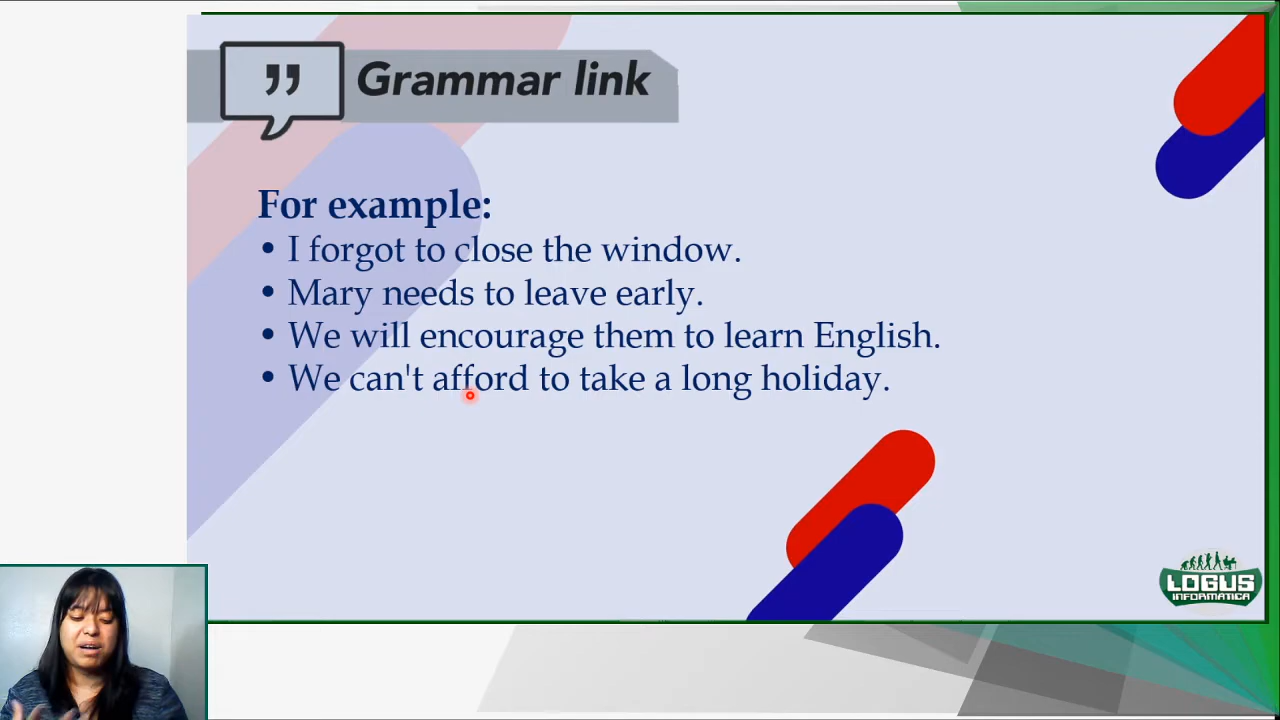 Grammar link
For example:
• I forgot to close the window.
• Mary needs to leave early.
• We will encourage them to learn English.
• We can't afford to take a long holiday.
LOGUS
INFORMATICA